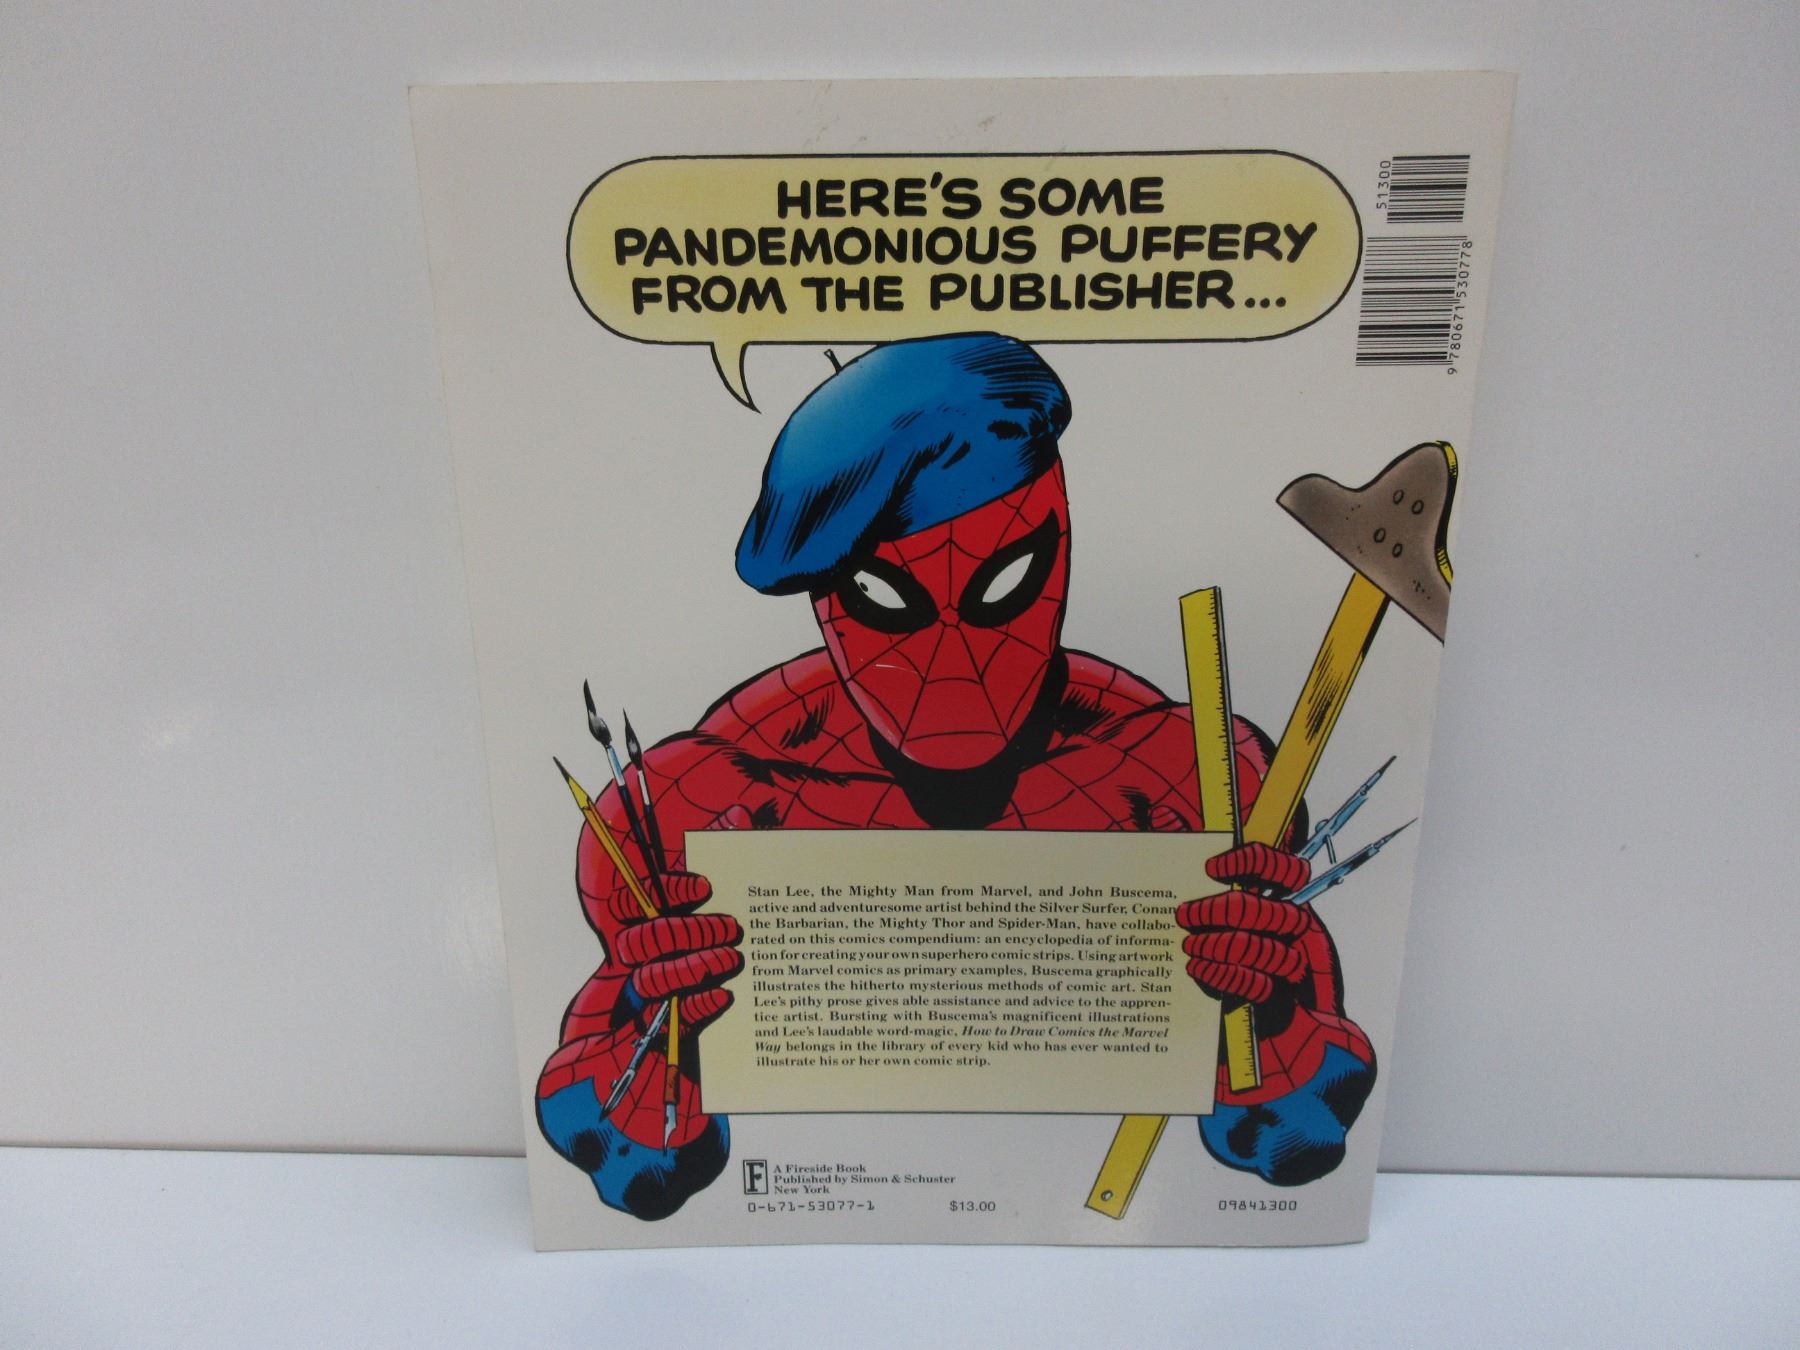 HERE'S SOME
PANDEMONIOUS PUFFERY
FROM THE PUBLISHER...
51300
9 780671 530778
Stan Lee, the Mighty Man from Marvel, and John Buscema,
active and adventuresome artist behind the Silver Surfer, Conan
the Barbarian, the Mighty Thor and Spider-Man, have collabo-
rated on this comics compendium: an encyclopedia of informa-
tion for creating your own superhero comic strips. Using artwork
from Marvel comics as primary examples, Buscema graphically
illustrates the hitherto mysterious methods of comic art. Stan
Lee's pithy prose gives able assistance and advice to the appren-
tice artist. Bursting with Buscema's magnificent illustrations
and Lee's laudable word-magic, How to Draw Comics the Marvel
Way belongs in the library of every kid who has ever wanted to
illustrate his or her own comic strip.
F
A Fireside Book
Published by Simon & Schuster
New York
0-671-53077-1
$13.00
09841300